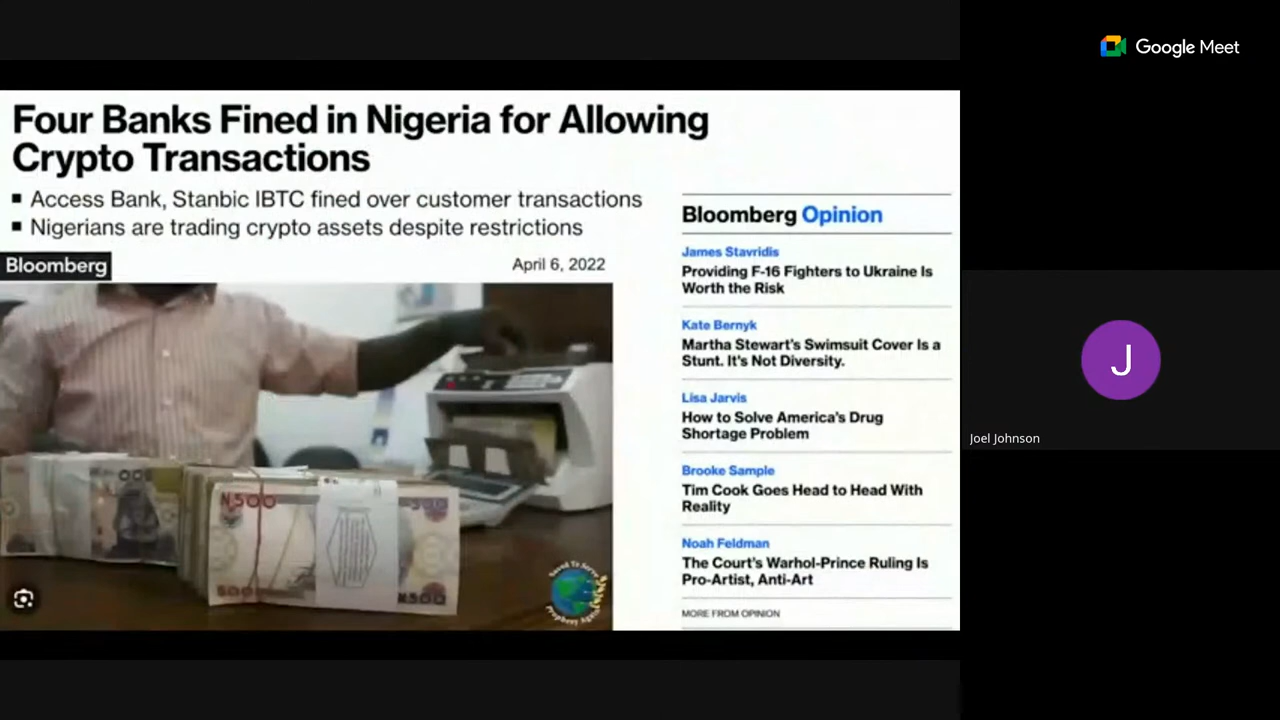 Google Meet
Four Banks Fined in Nigeria for Allowing
Crypto Transactions
Access Bank, Stanbic IBTC fined over customer transactions
Nigerians are trading crypto assets despite restrictions
Bloomberg
April 6, 2022
Bloomberg Opinion
James Stavridis
Providing F-16 Fighters to Ukraine Is
Worth the Risk
Kate Bernyk
Martha Stewart's Swimsuit Cover Is a
Stunt. It's Not Diversity.
Lisa Jarvis
How to Solve America's Drug
Shortage Problem
Brooke Sample
Tim Cook Goes Head to Head With
Reality
Noah Feldman
The Court's Warhol-Prince Ruling Is
Pro-Artist, Anti-Art
MORE FROM OPINION
N500
500
N500
J
Joel Johnson